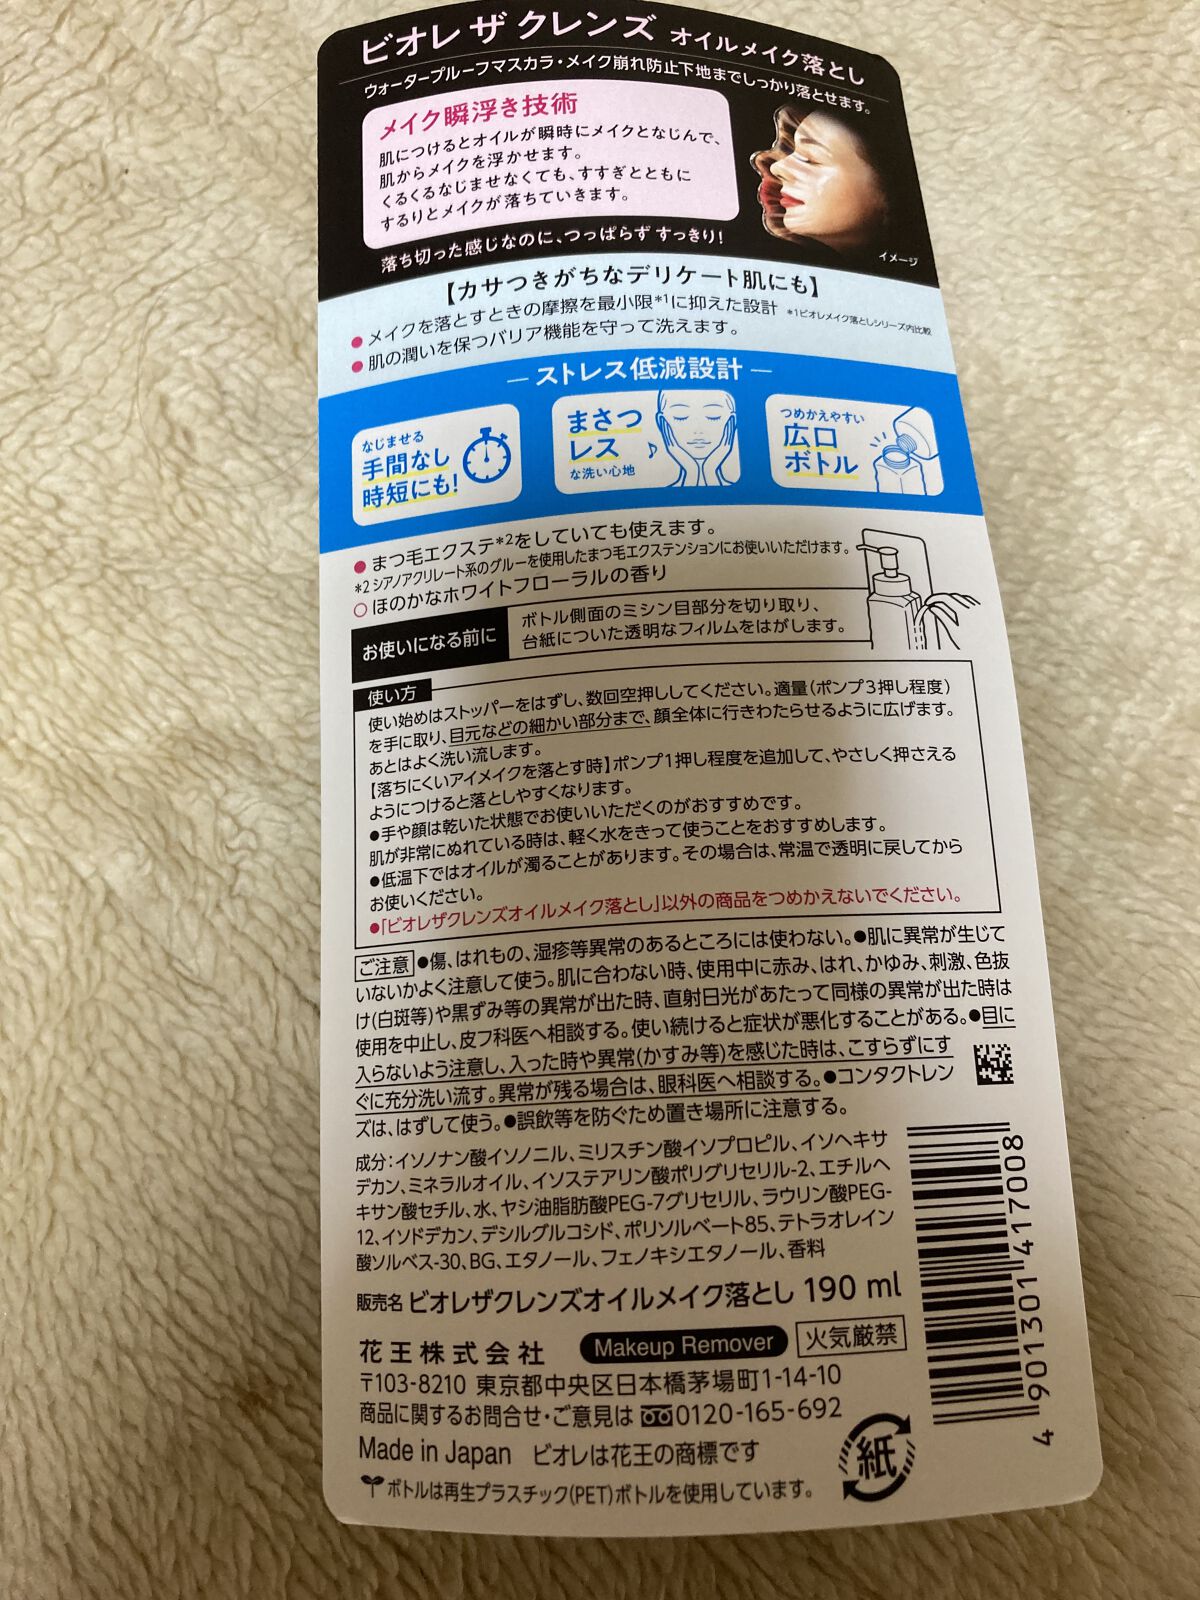 ビオレ ザ クレンズ オイルメイク落とし
ウォータープルーフマスカラ・メイク崩れ防止下地までしっかり落とせます。
メイク瞬浮き技術
肌につけるとオイルが瞬時にメイクとなじんで、
肌からメイクを浮かせます。
くるくるなじませなくても、すすぎとともに
するりとメイクが落ちていきます。
落ち切った感じなのに、つっぱらず すっきり!
イメージ
【カサつきがちなデリケート肌にも】
●メイクを落とすときの摩擦を最小限*1に抑えた設計 *1ビオレメイク落としシリーズ内比較
●肌の潤いを保つバリア機能を守って洗えます。
ストレス低減設計
なじませる
手間なし
時短にも!
まさつ
レス
な洗い心地
つめかえやすい
広口
ボトル
●まつ毛エクステ*2をしていても使えます。
*2 シアノアクリレート系のグルーを使用したまつ毛エクステンションにお使いいただけます。
○ほのかなホワイトフローラルの香り
お使いになる前に
ボトル側面のミシン目部分を切り取り、
台紙についた透明なフィルムをはがします。
使い方
使い始めはストッパーをはずし、数回空押ししてください。適量(ポンプ3押し程度)
を手に取り、目元などの細かい部分まで、顔全体に行きわたらせるように広げます。
あとはよく洗い流します。
【落ちにくいアイメイクを落とす時】ポンプ1押し程度を追加して、やさしく押さえる
ようにつけると落としやすくなります。
●手や顔は乾いた状態でお使いいただくのがおすすめです。
肌が非常にぬれている時は、軽く水をきって使うことをおすすめします。
●低温下ではオイルが濁ることがあります。その場合は、常温で透明に戻してから
お使いください。
●「ビオレザクレンズオイルメイク落とし」以外の商品をつめかえないでください。
ご注意 ●傷、はれもの、湿疹等異常のあるところには使わない。●肌に異常が生じて
いないかよく注意して使う。肌に合わない時、使用中に赤み、はれ、かゆみ、刺激、色抜
け(白斑等)や黒ずみ等の異常が出た時、直射日光があたって同様の異常が出た時は
使用を中止し、皮フ科医へ相談する。使い続けると症状が悪化することがある。●目に
入らないよう注意し、入った時や異常(かすみ等)を感じた時は、こすらずにす
ぐに充分洗い流す。異常が残る場合は、眼科医へ相談する。●コンタクトレン
ズは、はずして使う。●誤飲等を防ぐため置き場所に注意する。
成分:イソノナン酸イソノニル、ミリスチン酸イソプロピル、イソヘキサ
デカン、ミネラルオイル、イソステアリン酸ポリグリセリル-2、エチルヘ
キサン酸セチル、水、ヤシ油脂肪酸PEG-7グリセリル、ラウリン酸PEG-
12、イソドデカン、デシルグルコシド、ポリソルベート85、テトラオレイン
酸ソルベス-30、BG、エタノール、フェノキシエタノール、香料
販売名 ビオレザクレンズオイルメイク落とし 190 ml
花王株式会社 Makeup Remover 火気厳禁
〒103-8210 東京都中央区日本橋茅場町1-14-10
商品に関するお問合せ・ご意見は 0120-165-692
Made in Japan ビオレは花王の商標です
ボトルは再生プラスチック(PET)ボトルを使用しています。
紙
4 901301 417008